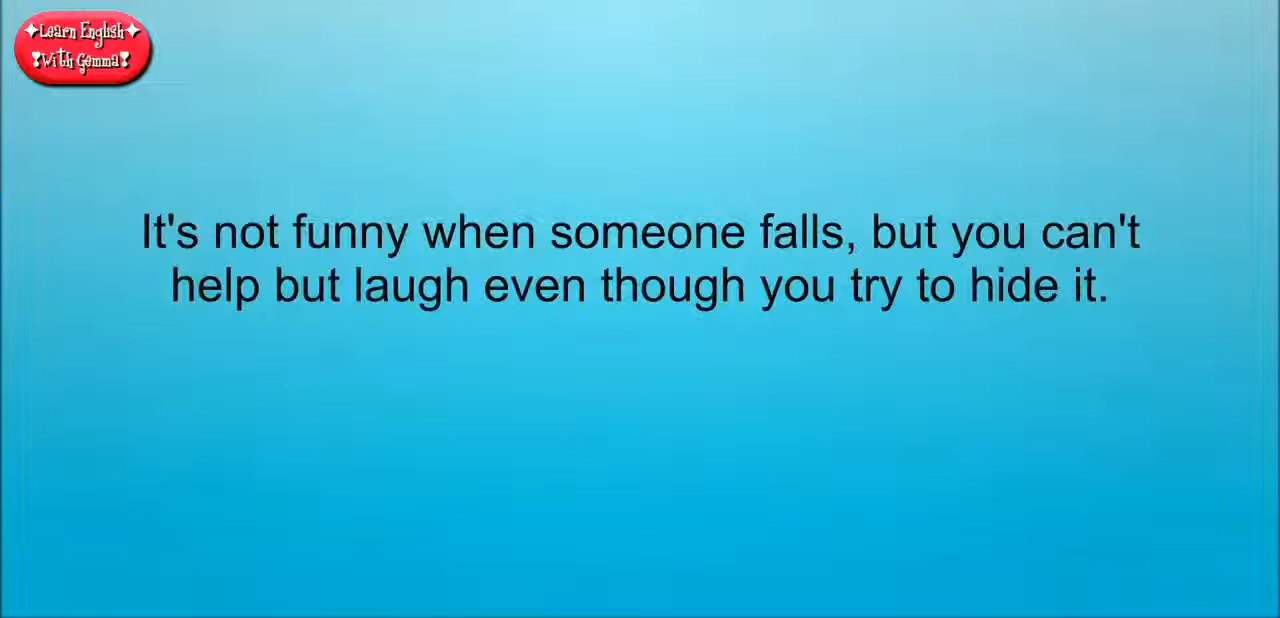 ✦Learn English✦
❣With Gemma❣
It's not funny when someone falls, but you can't
help but laugh even though you try to hide it.